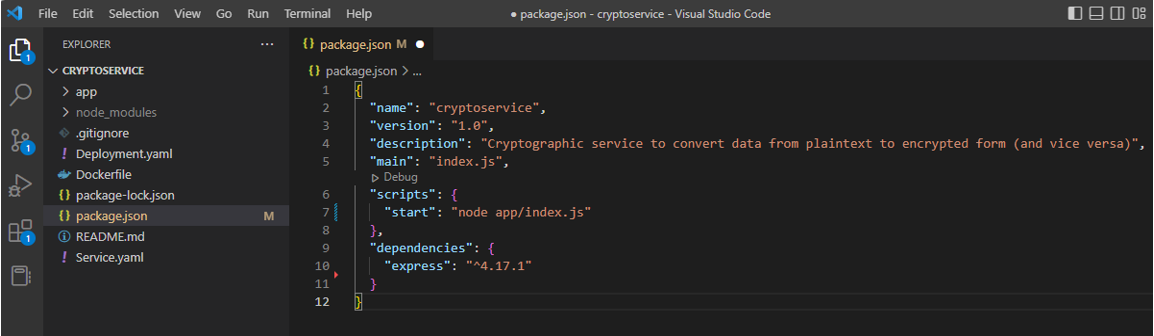 File Edit Selection View Go Run Terminal Help ● package.json - cryptoservice - Visual Studio Code
EXPLORER ...
CRYPTOSERVICE
app
node_modules
.gitignore
! Deployment.yaml
Dockerfile
{} package-lock.json
{} package.json M
README.md
! Service.yaml
1
1
1
{} package.json M ●
{} package.json > ...
1 {
2 "name": "cryptoservice",
3 "version": "1.0",
4 "description": "Cryptographic service to convert data from plaintext to encrypted form (and vice versa)",
5 "main": "index.js",
Debug
6 "scripts": {
7 "start": "node app/index.js"
8 },
9 "dependencies": {
10 "express": "^4.17.1"
11 }
12 }